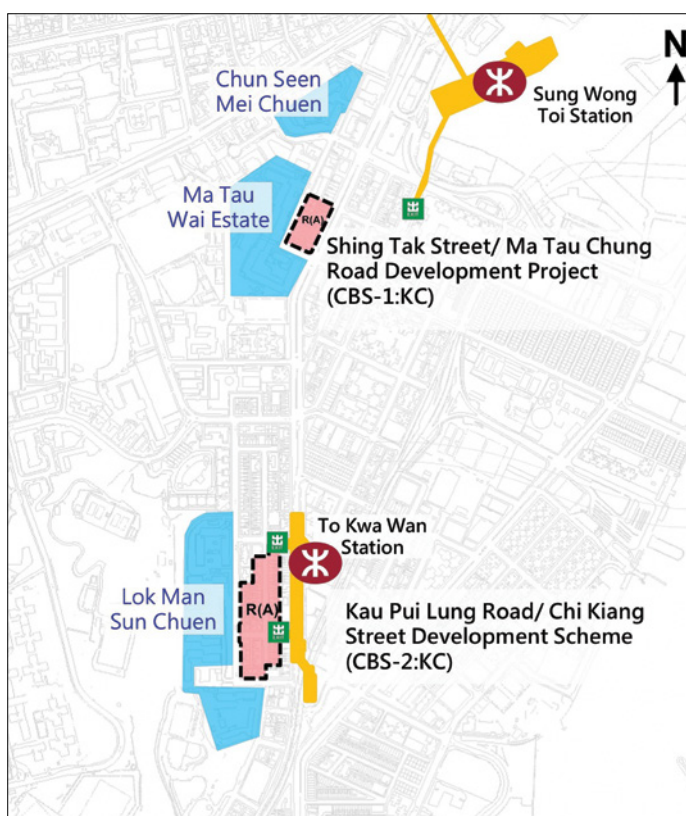 N
Chun Seen
Mei Chuen
Sung Wong
Toi Station
Ma Tau
Wai Estate
R(A)
Shing Tak Street/ Ma Tau Chung
Road Development Project
(CBS-1:KC)
To Kwa Wan
Station
Lok Man
Sun Chuen
R(A)
Kau Pui Lung Road/ Chi Kiang
Street Development Scheme
(CBS-2:KC)